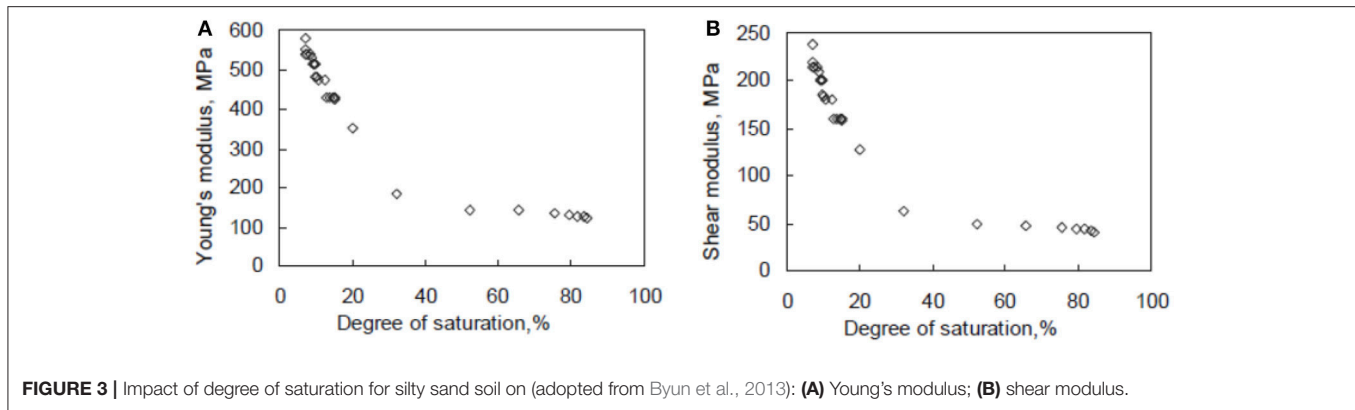 A
600
500
400
300
200
100
0
Young's modulus, MPa
0 20 40 60 80 100
Degree of saturation,%
B
250
200
150
100
50
0
Shear modulus, MPa
0 20 40 60 80 100
Degree of saturation,%
FIGURE 3 | Impact of degree of saturation for silty sand soil on (adopted from Byun et al., 2013): (A) Young's modulus; (B) shear modulus.